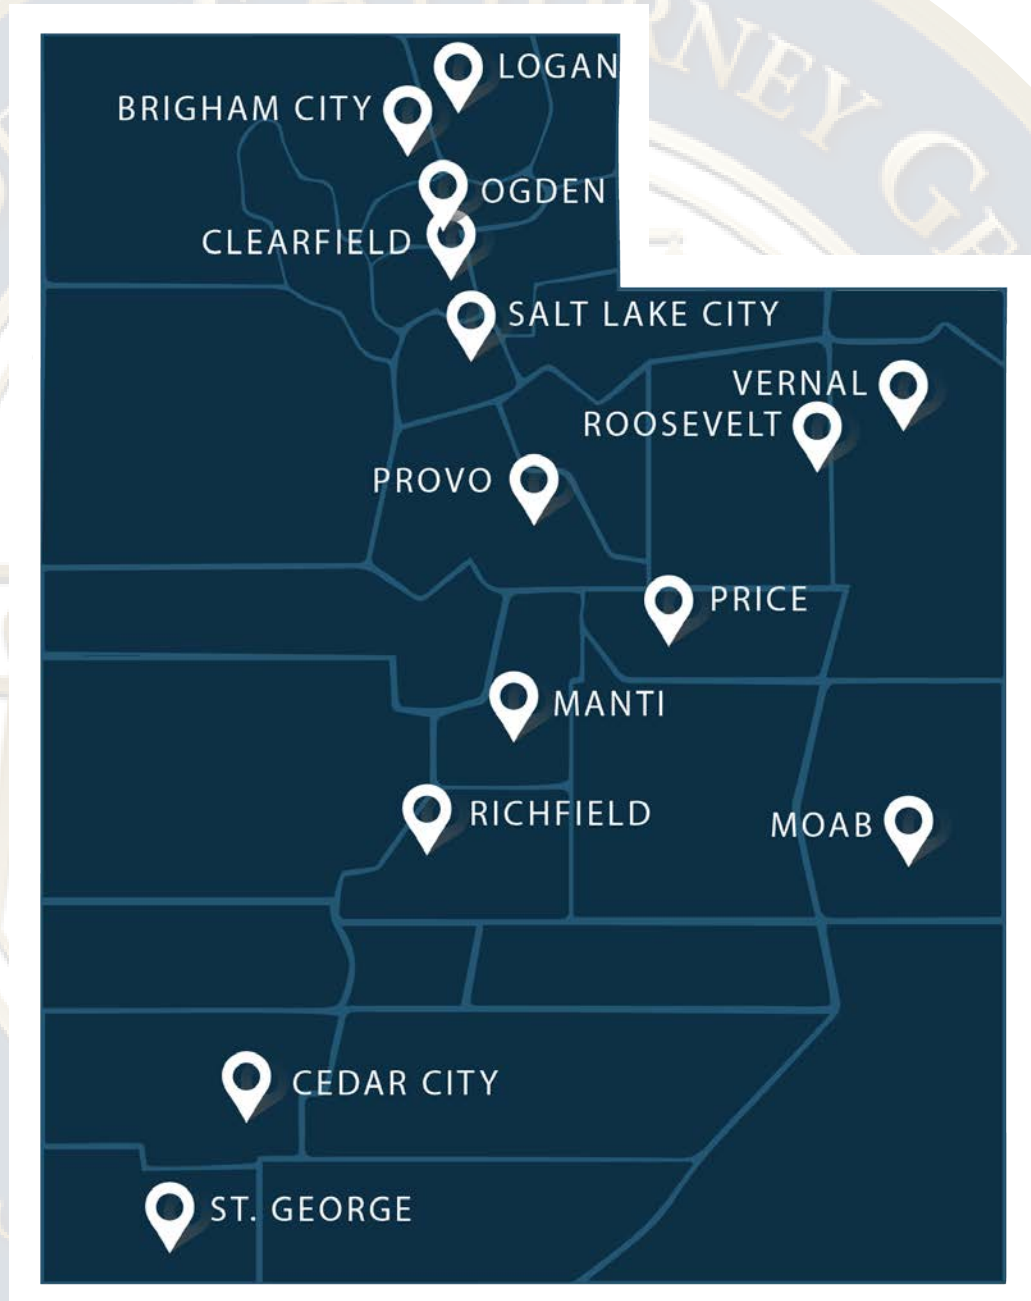 LOGAN
BRIGHAM CITY
OGDEN
CLEARFIELD
SALT LAKE CITY
VERNAL
ROOSEVELT
PROVO
PRICE
MANTI
RICHFIELD
MOAB
CEDAR CITY
ST. GEORGE